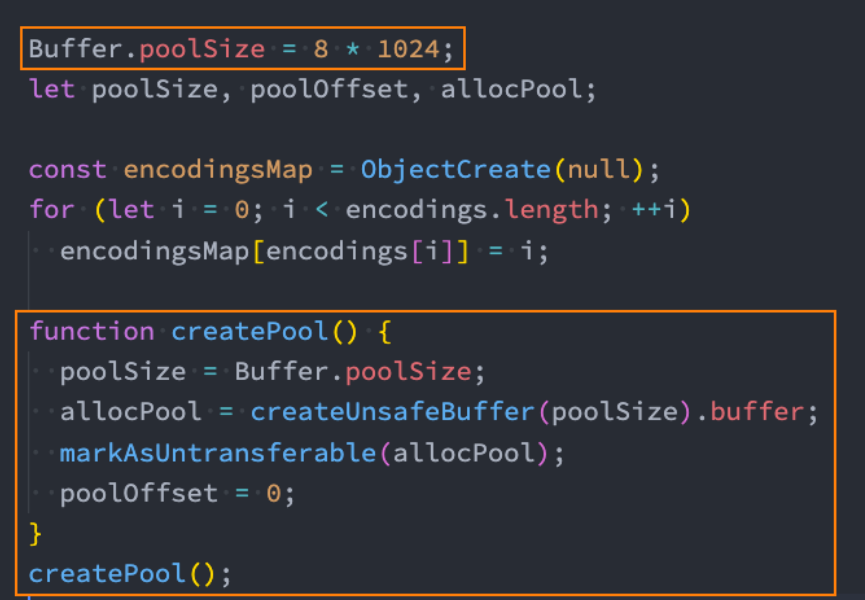 Buffer.poolSize = 8 * 1024;
let poolSize, poolOffset, allocPool;
const encodingsMap = ObjectCreate(null);
for (let i = 0; i < encodings.length; ++i)
  encodingsMap[encodings[i]] = i;
function createPool() {
  poolSize = Buffer.poolSize;
  allocPool = createUnsafeBuffer(poolSize).buffer;
  markAsUntransferable(allocPool);
  poolOffset = 0;
}
createPool();